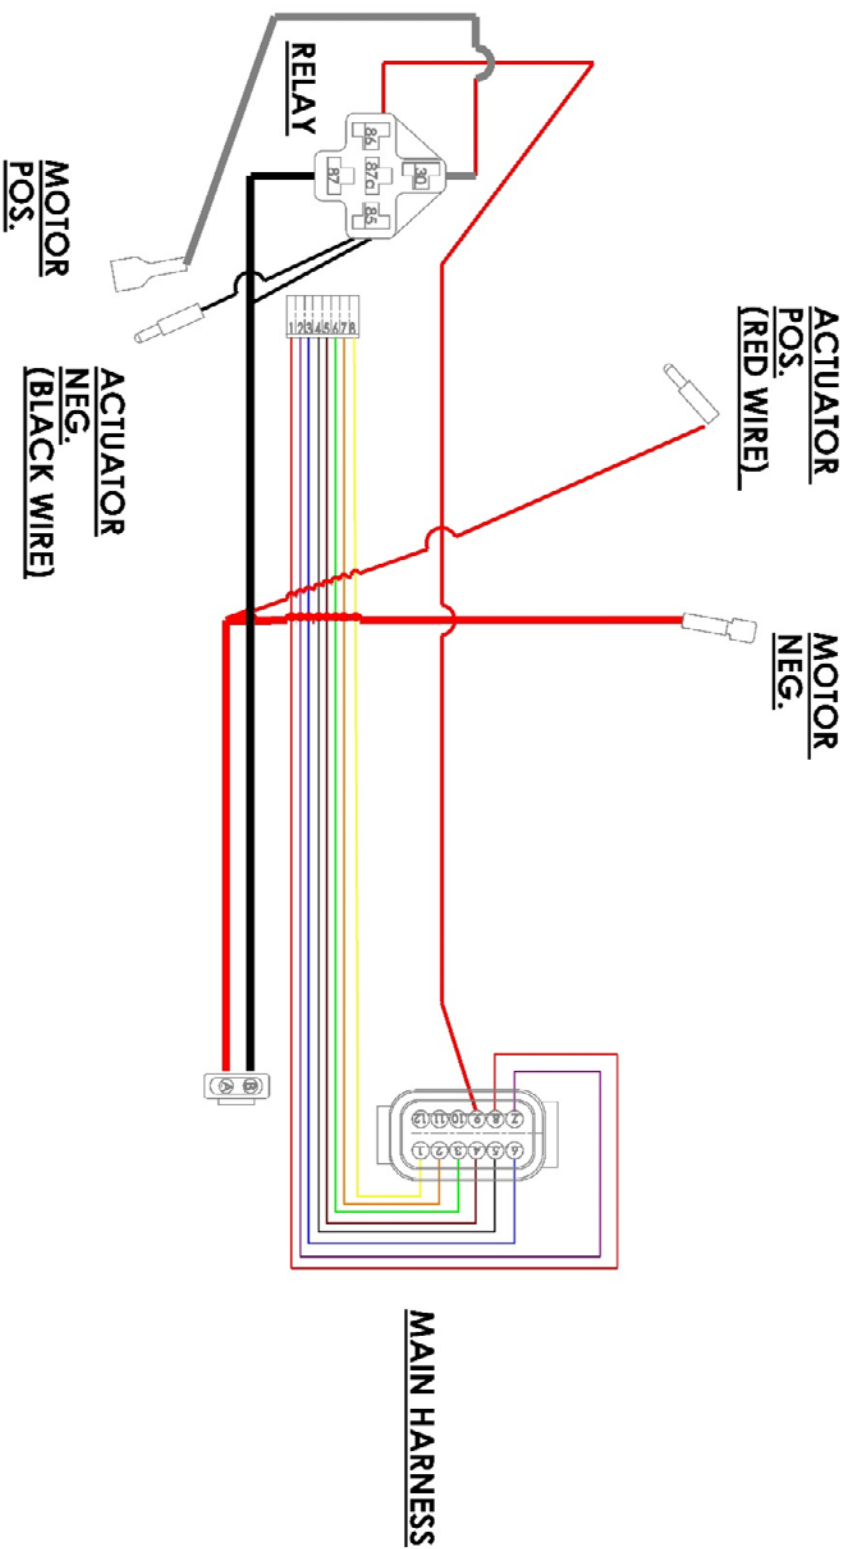 ACTUATOR
POS.
(RED WIRE)
MOTOR
NEG.
RELAY
86
30
87a
87
85
MOTOR
POS.
ACTUATOR
NEG.
(BLACK WIRE)
1 2 3 4 5 6 7 8
A B
12 11 10 9 8 7
1 2 3 4 5 6
MAIN HARNESS